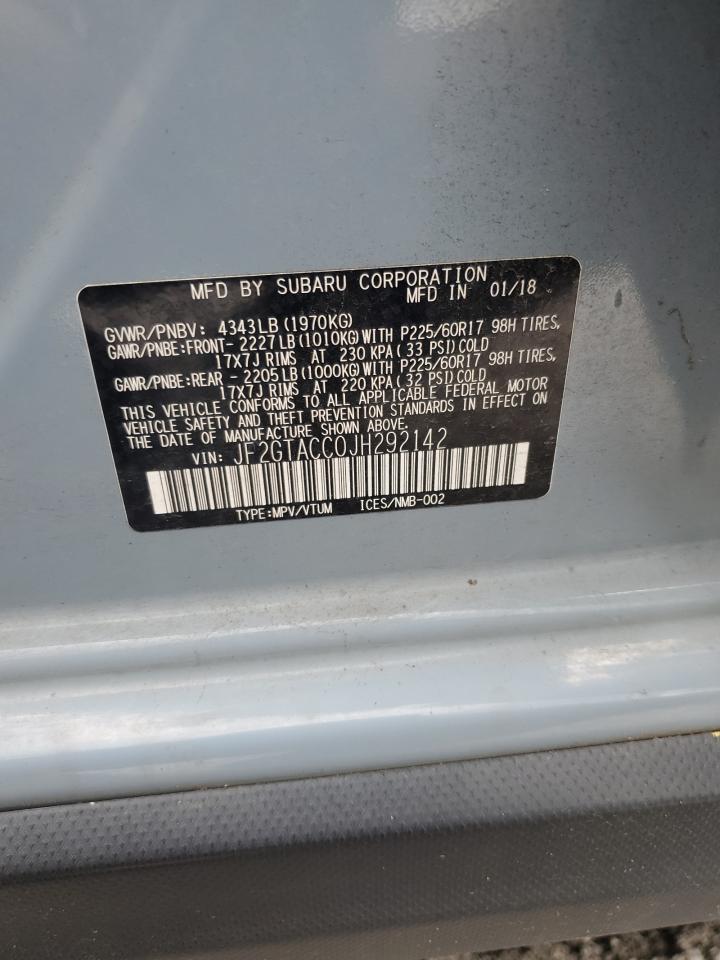 MFD BY SUBARU CORPORATION
MFD IN 01/18
GVWR/PNBV: 4343LB(1970KG)
GAWR/PNBE:FRONT- 2227LB(1010KG)WITH P225/60R17 98H TIRES,
17X7J RIMS AT 230 KPA( 33 PSI)COLD
GAWR/PNBE:REAR - 2205LB(1000KG)WITH P225/60R17 98H TIRES,
17X7J RIMS AT 220 KPA( 32 PSI)COLD
THIS VEHICLE CONFORMS TO ALL APPLICABLE FEDERAL MOTOR
VEHICLE SAFETY AND THEFT PREVENTION STANDARDS IN EFFECT ON
THE DATE OF MANUFACTURE SHOWN ABOVE.
VIN: JF2GTACC0JH292142
TYPE:MPV/VTUM ICES/NMB-002